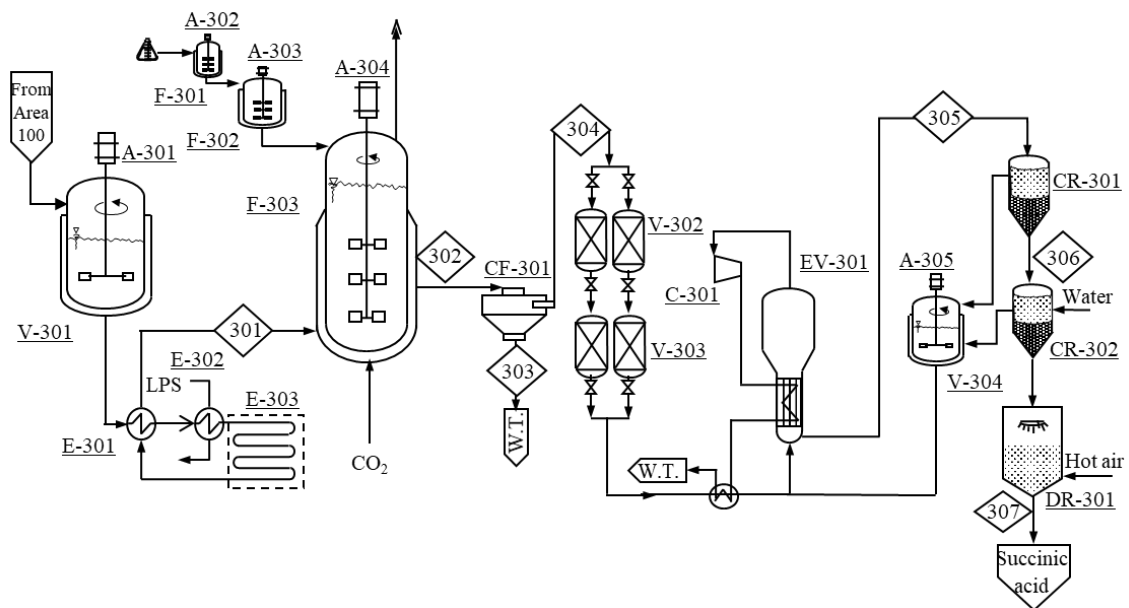 A-302
A-303
A-304
From
Area
100
F-301
A-301
F-302
F-303
304
305
CR-301
V-302
302
CF-301
EV-301
306
A-305
C-301
Water
V-301
301
E-302
LPS
E-303
303
V-303
CR-302
V-304
E-301
CO₂
W.T.
W.T.
Hot air
307
DR-301
Succinic
acid